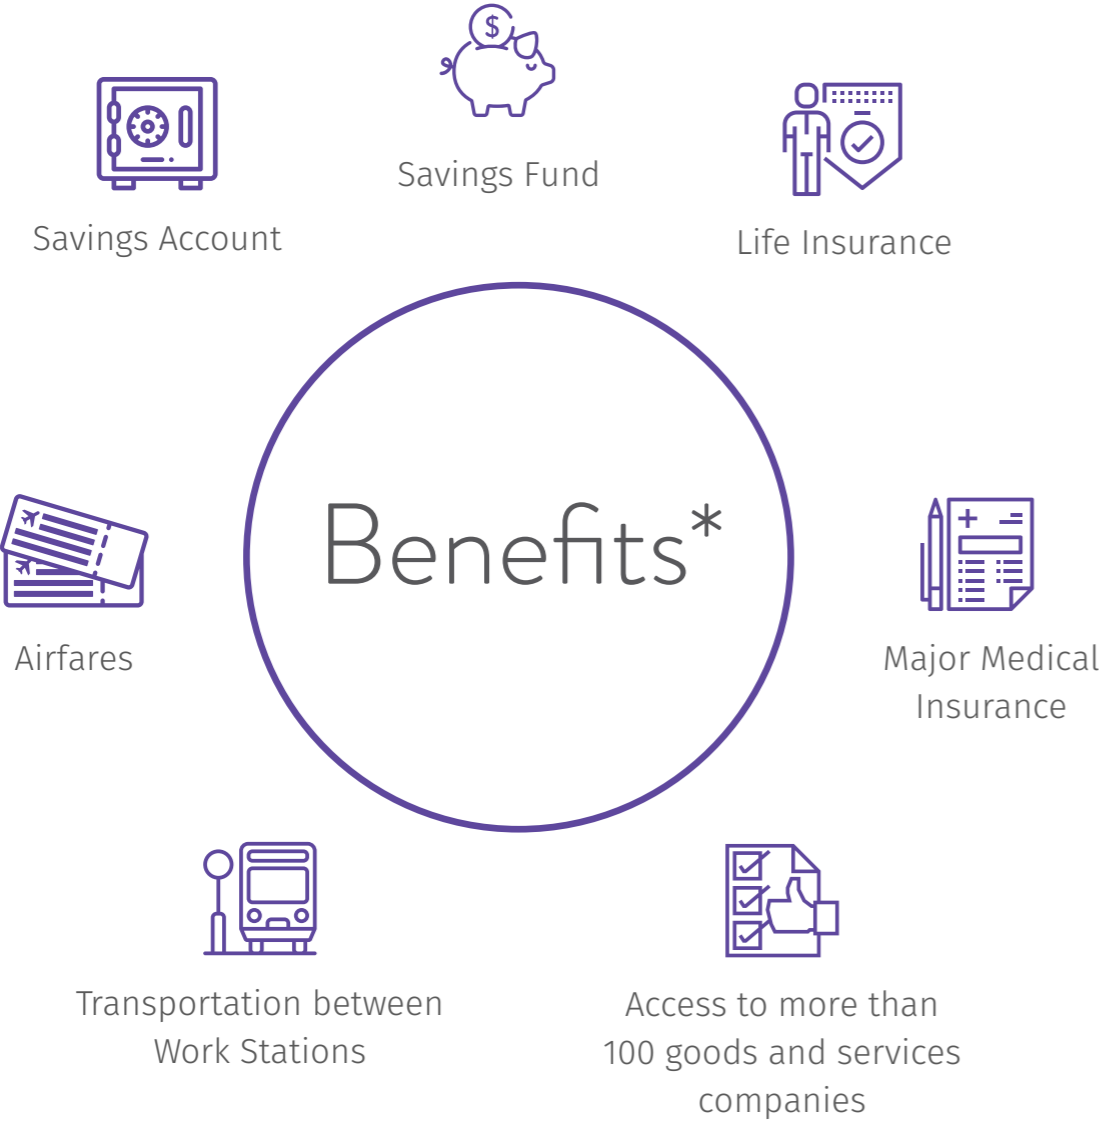 $
Savings Fund
Savings Account
Life Insurance
Benefits*
Airfares
Major Medical
Insurance
Transportation between
Work Stations
Access to more than
100 goods and services
companies